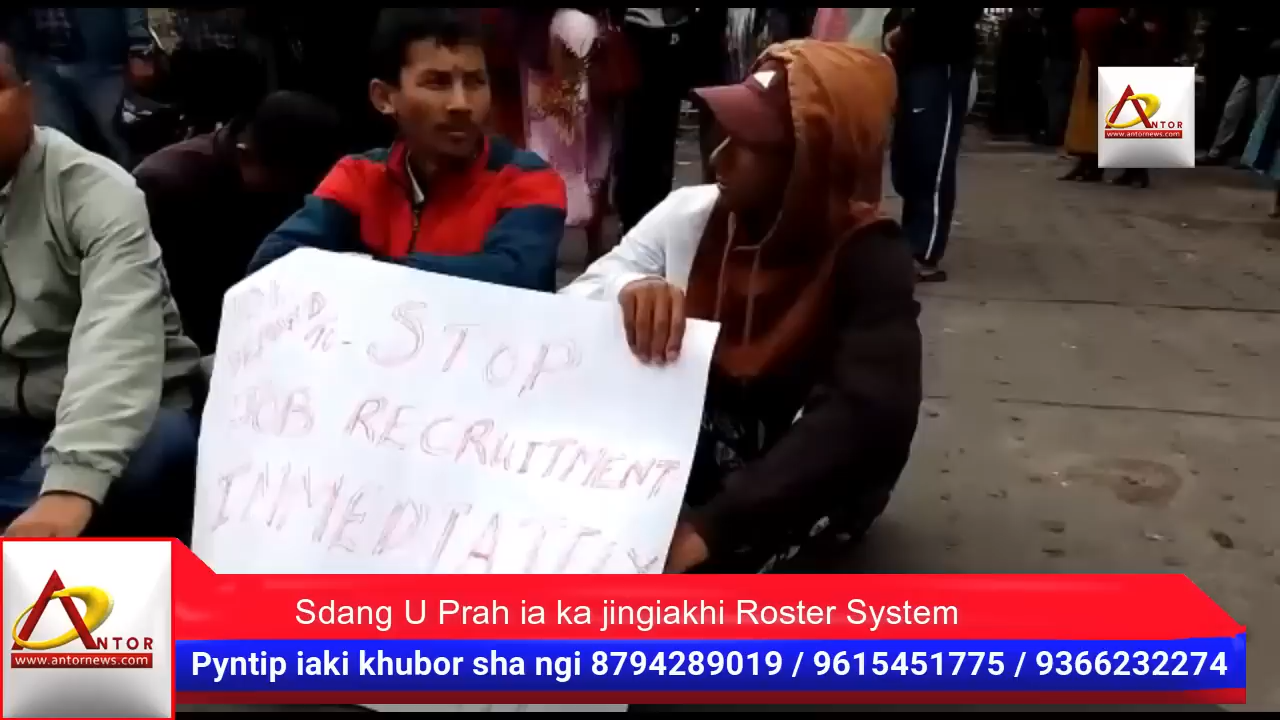 ANTOR
www.antornews.com
STOP
JOB RECRUITMENT
IMMEDIATTLY
ANTOR
www.antornews.com
Sdang U Prah ia ka jingiakhi Roster System
Pyntip iaki khubor sha ngi 8794289019 / 9615451775 / 9366232274